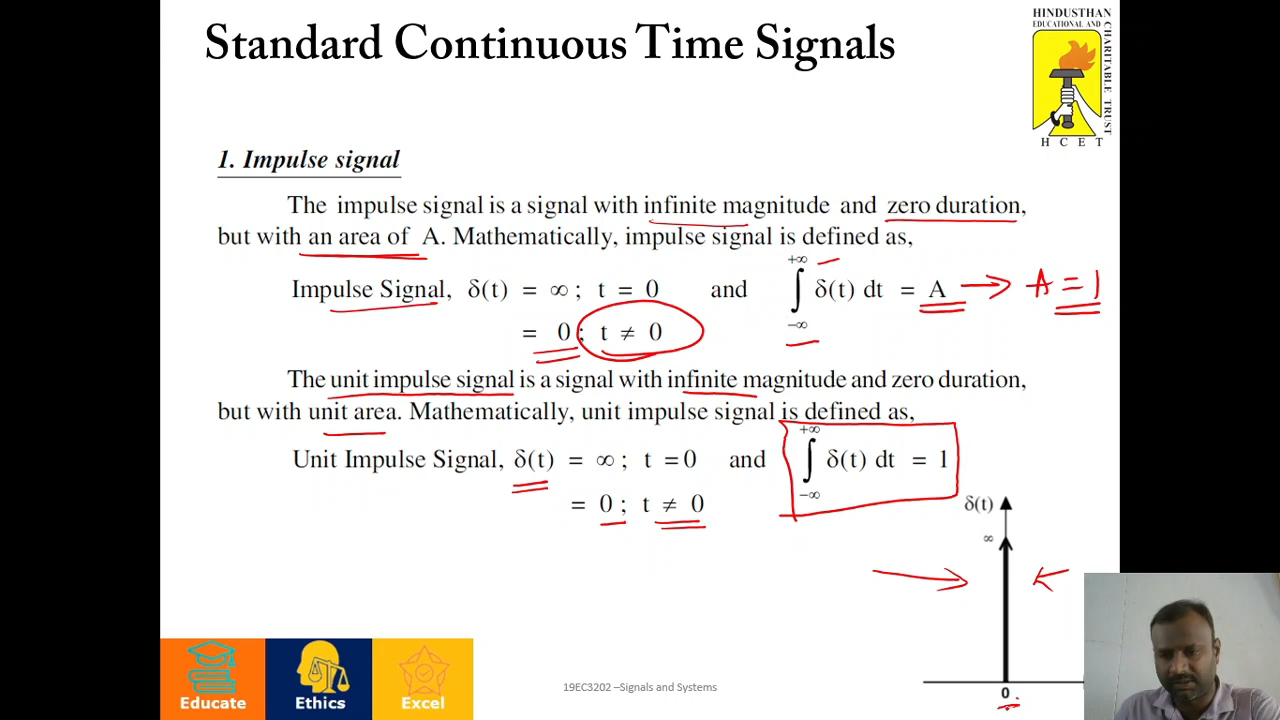 Standard Continuous Time Signals
HINDUSTHAN
EDUCATIONAL AND
CHARITABLE TRUST
H C E T
1. Impulse signal
The impulse signal is a signal with infinite magnitude and zero duration,
but with an area of A. Mathematically, impulse signal is defined as,
Impulse Signal, δ(t) = ∞ ; t = 0 and ∫₋∞⁺∞ δ(t) dt = A → A = 1
= 0 ; t ≠ 0
The unit impulse signal is a signal with infinite magnitude and zero duration,
but with unit area. Mathematically, unit impulse signal is defined as,
Unit Impulse Signal, δ(t) = ∞ ; t = 0 and ∫₋∞⁺∞ δ(t) dt = 1
= 0 ; t ≠ 0
δ(t)
∞
0
Educate
Ethics
Excel
19EC3202 –Signals and Systems